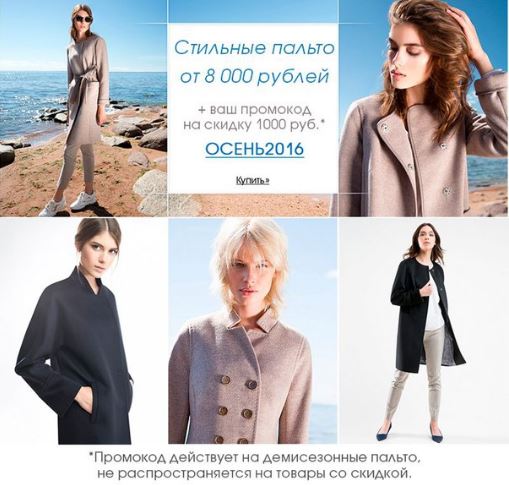 Стильные пальто
от 8 000 рублей
+ ваш промокод
на скидку 1000 руб.*
ОСЕНЬ2016
Купить»
*Промокод действует на демисезонные пальто,
не распространяется на товары со скидкой.